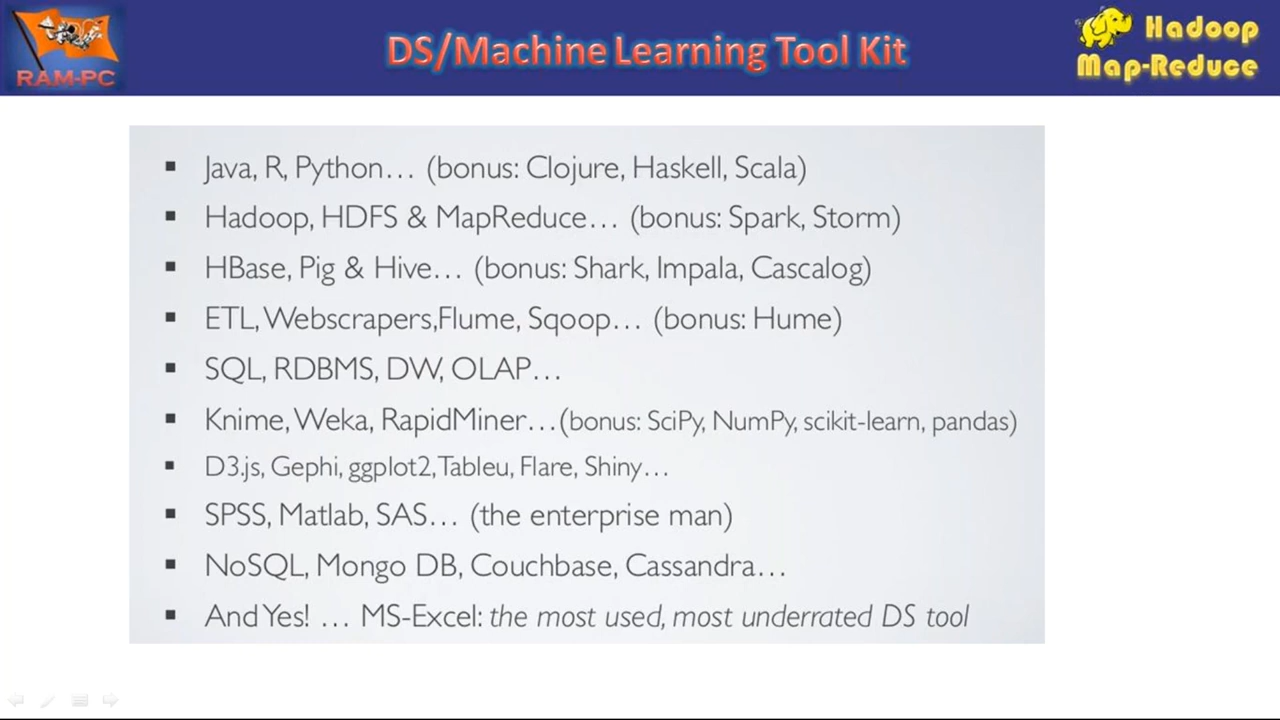 RAM-PC
DS/Machine Learning Tool Kit
Hadoop
Map-Reduce
▪ Java, R, Python… (bonus: Clojure, Haskell, Scala)
▪ Hadoop, HDFS & MapReduce… (bonus: Spark, Storm)
▪ HBase, Pig & Hive… (bonus: Shark, Impala, Cascalog)
▪ ETL, Webscrapers,Flume, Sqoop… (bonus: Hume)
▪ SQL, RDBMS, DW, OLAP…
▪ Knime, Weka, RapidMiner…(bonus: SciPy, NumPy, scikit-learn, pandas)
▪ D3.js, Gephi, ggplot2,Tableu, Flare, Shiny…
▪ SPSS, Matlab, SAS… (the enterprise man)
▪ NoSQL, Mongo DB, Couchbase, Cassandra…
▪ And Yes! … MS-Excel: the most used, most underrated DS tool